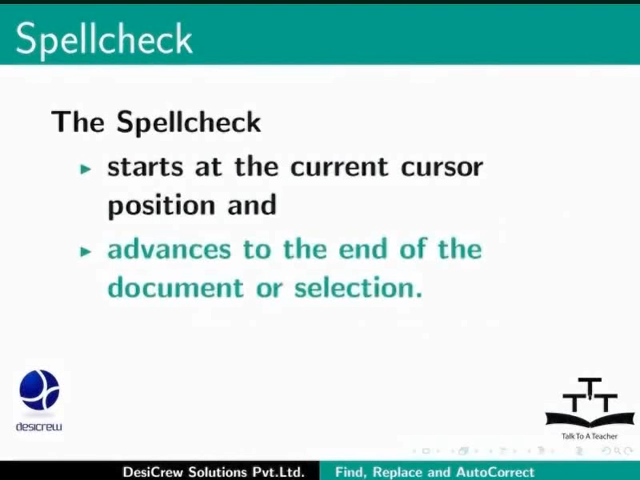 Spellcheck
The Spellcheck
starts at the current cursor
position and
advances to the end of the
document or selection.
desicrew
TTT
Talk To A Teacher
DesiCrew Solutions Pvt.Ltd. Find, Replace and AutoCorrect